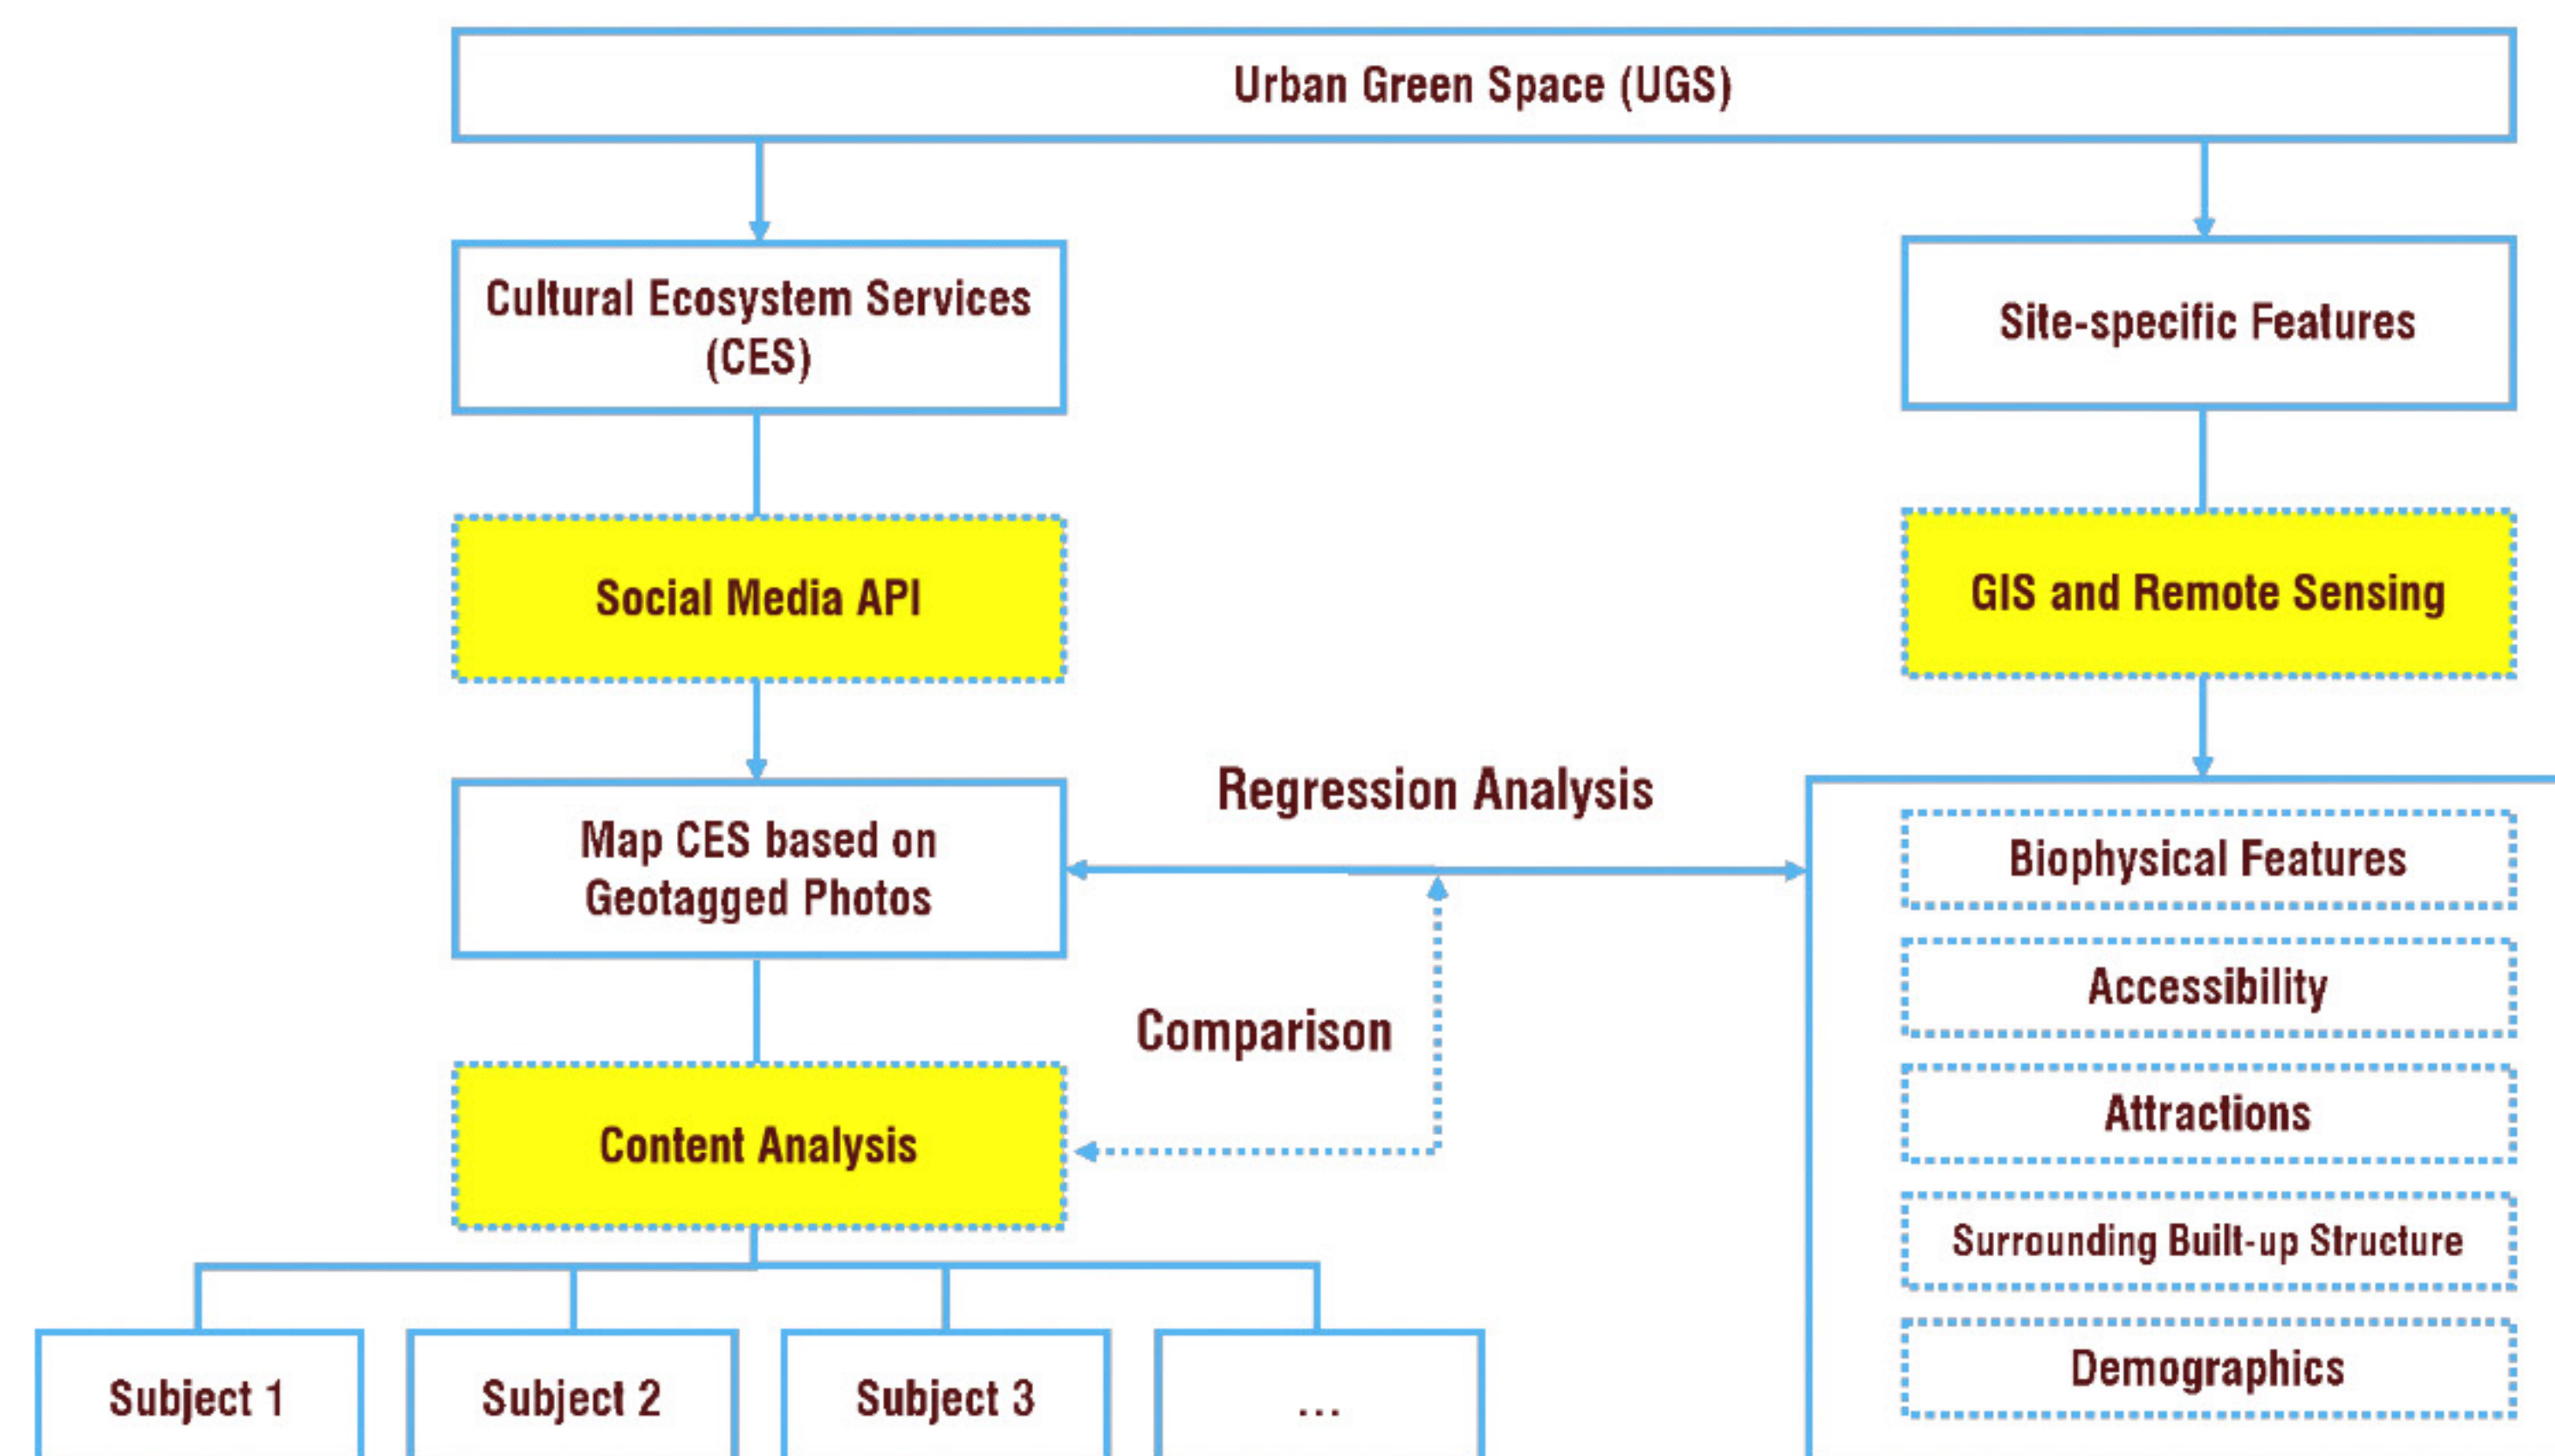 Urban Green Space (UGS)
Cultural Ecosystem Services
(CES)
Site-specific Features
Social Media API
GIS and Remote Sensing
Regression Analysis
Map CES based on
Geotagged Photos
Biophysical Features
Accessibility
Comparison
Attractions
Content Analysis
Surrounding Built-up Structure
Demographics
Subject 1
Subject 2
Subject 3
...